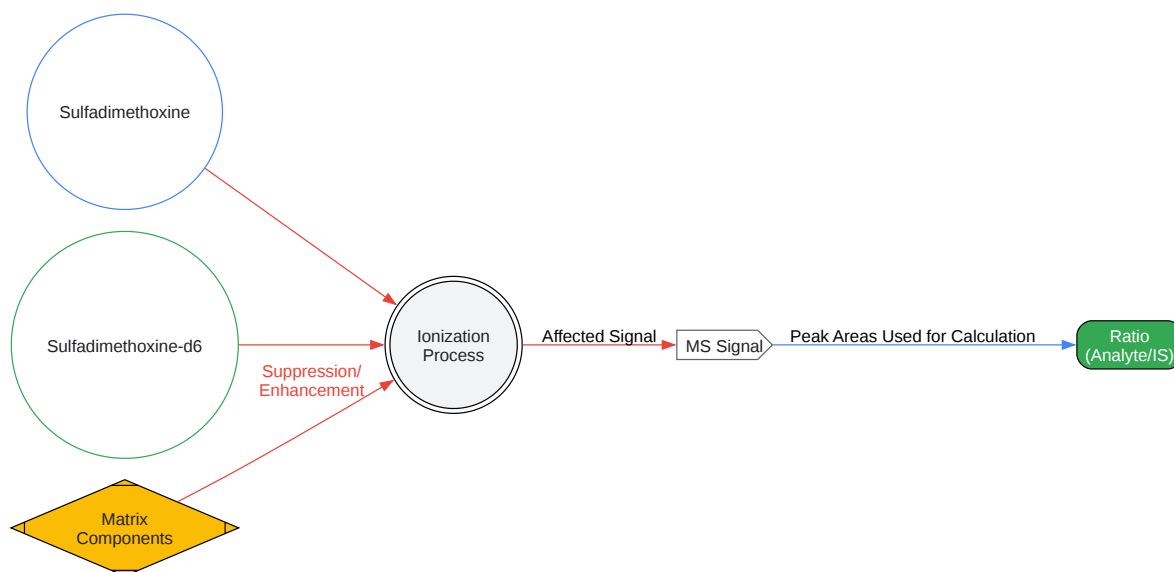 Sulfadimethoxine
Sulfadimethoxine-d6
Suppression/
Enhancement
Matrix
Components
Ionization
Process
Affected Signal
MS Signal
Peak Areas Used for Calculation
Ratio
(Analyte/IS)